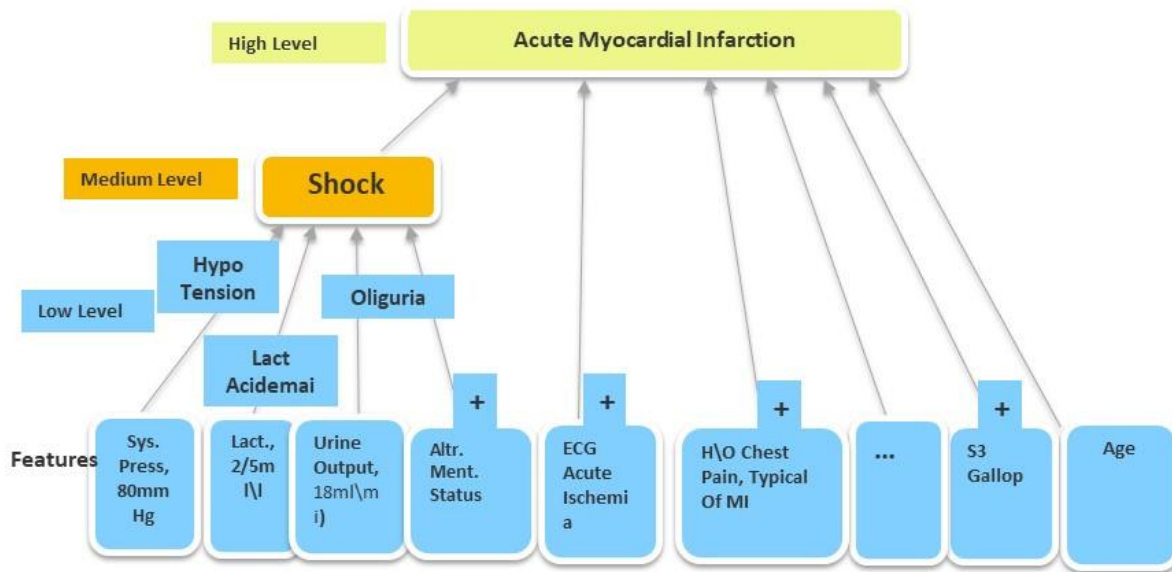 High Level
Acute Myocardial Infarction
Medium Level
Shock
Hypo
Tension
Low Level
Oliguria
Lact
Acidemai
Features
Sys.
Press,
80mm
Hg
Lact.,
2/5m
l\l
Urine
Output,
18ml\m
i)
+
Altr.
Ment.
Status
+
ECG
Acute
Ischemi
a
+
H\O Chest
Pain, Typical
Of MI
...
+
S3
Gallop
Age